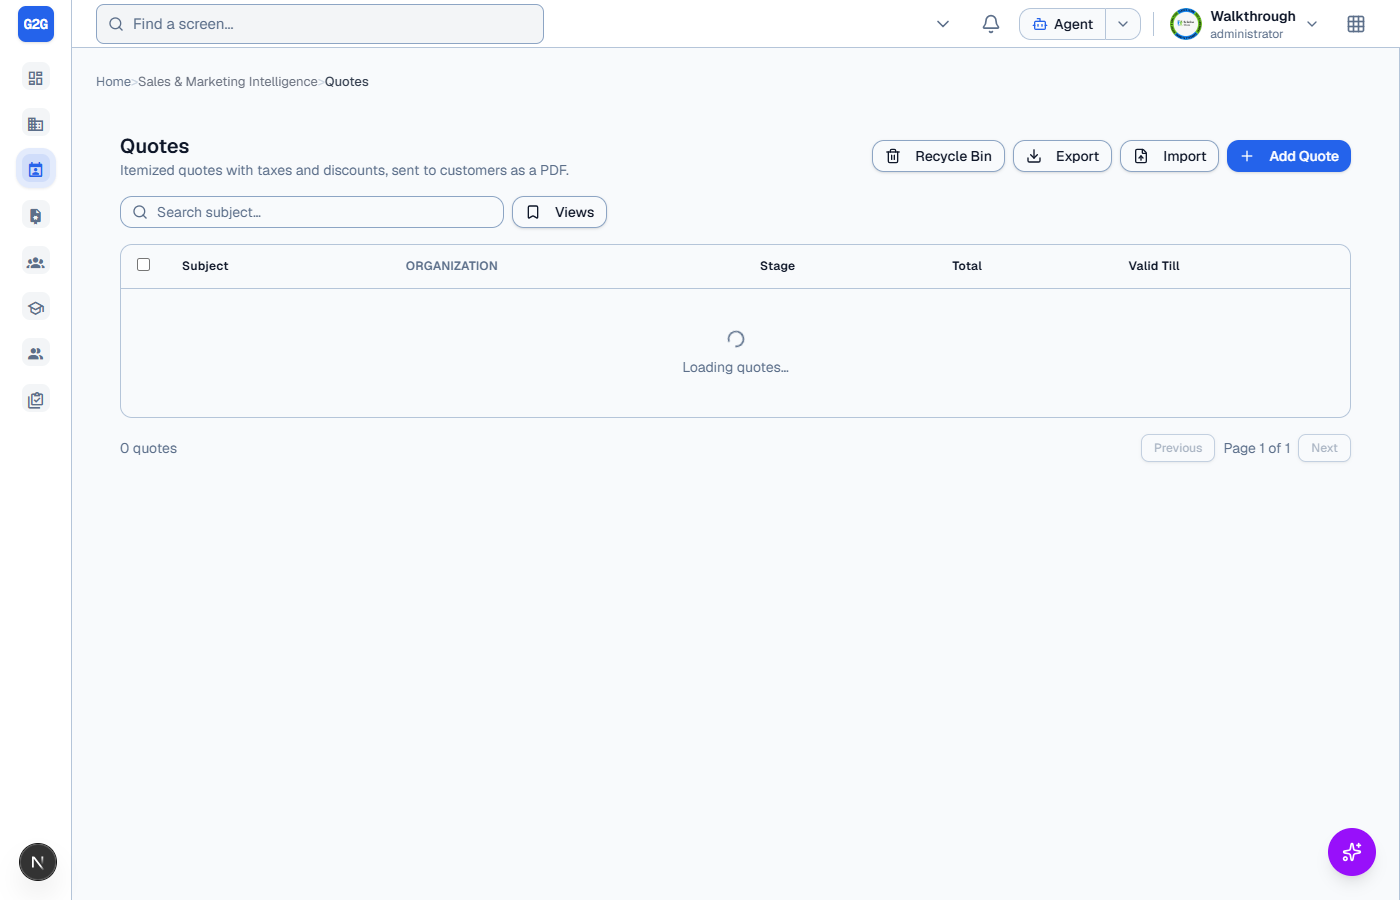 G2G
Find a screen...
Agent
Walkthrough
administrator
Home>Sales & Marketing Intelligence>Quotes
Quotes
Itemized quotes with taxes and discounts, sent to customers as a PDF.
Recycle Bin
Export
Import
Add Quote
Search subject...
Views
Subject
ORGANIZATION
Stage
Total
Valid Till
Loading quotes...
0 quotes
Previous
Page 1 of 1
Next
N